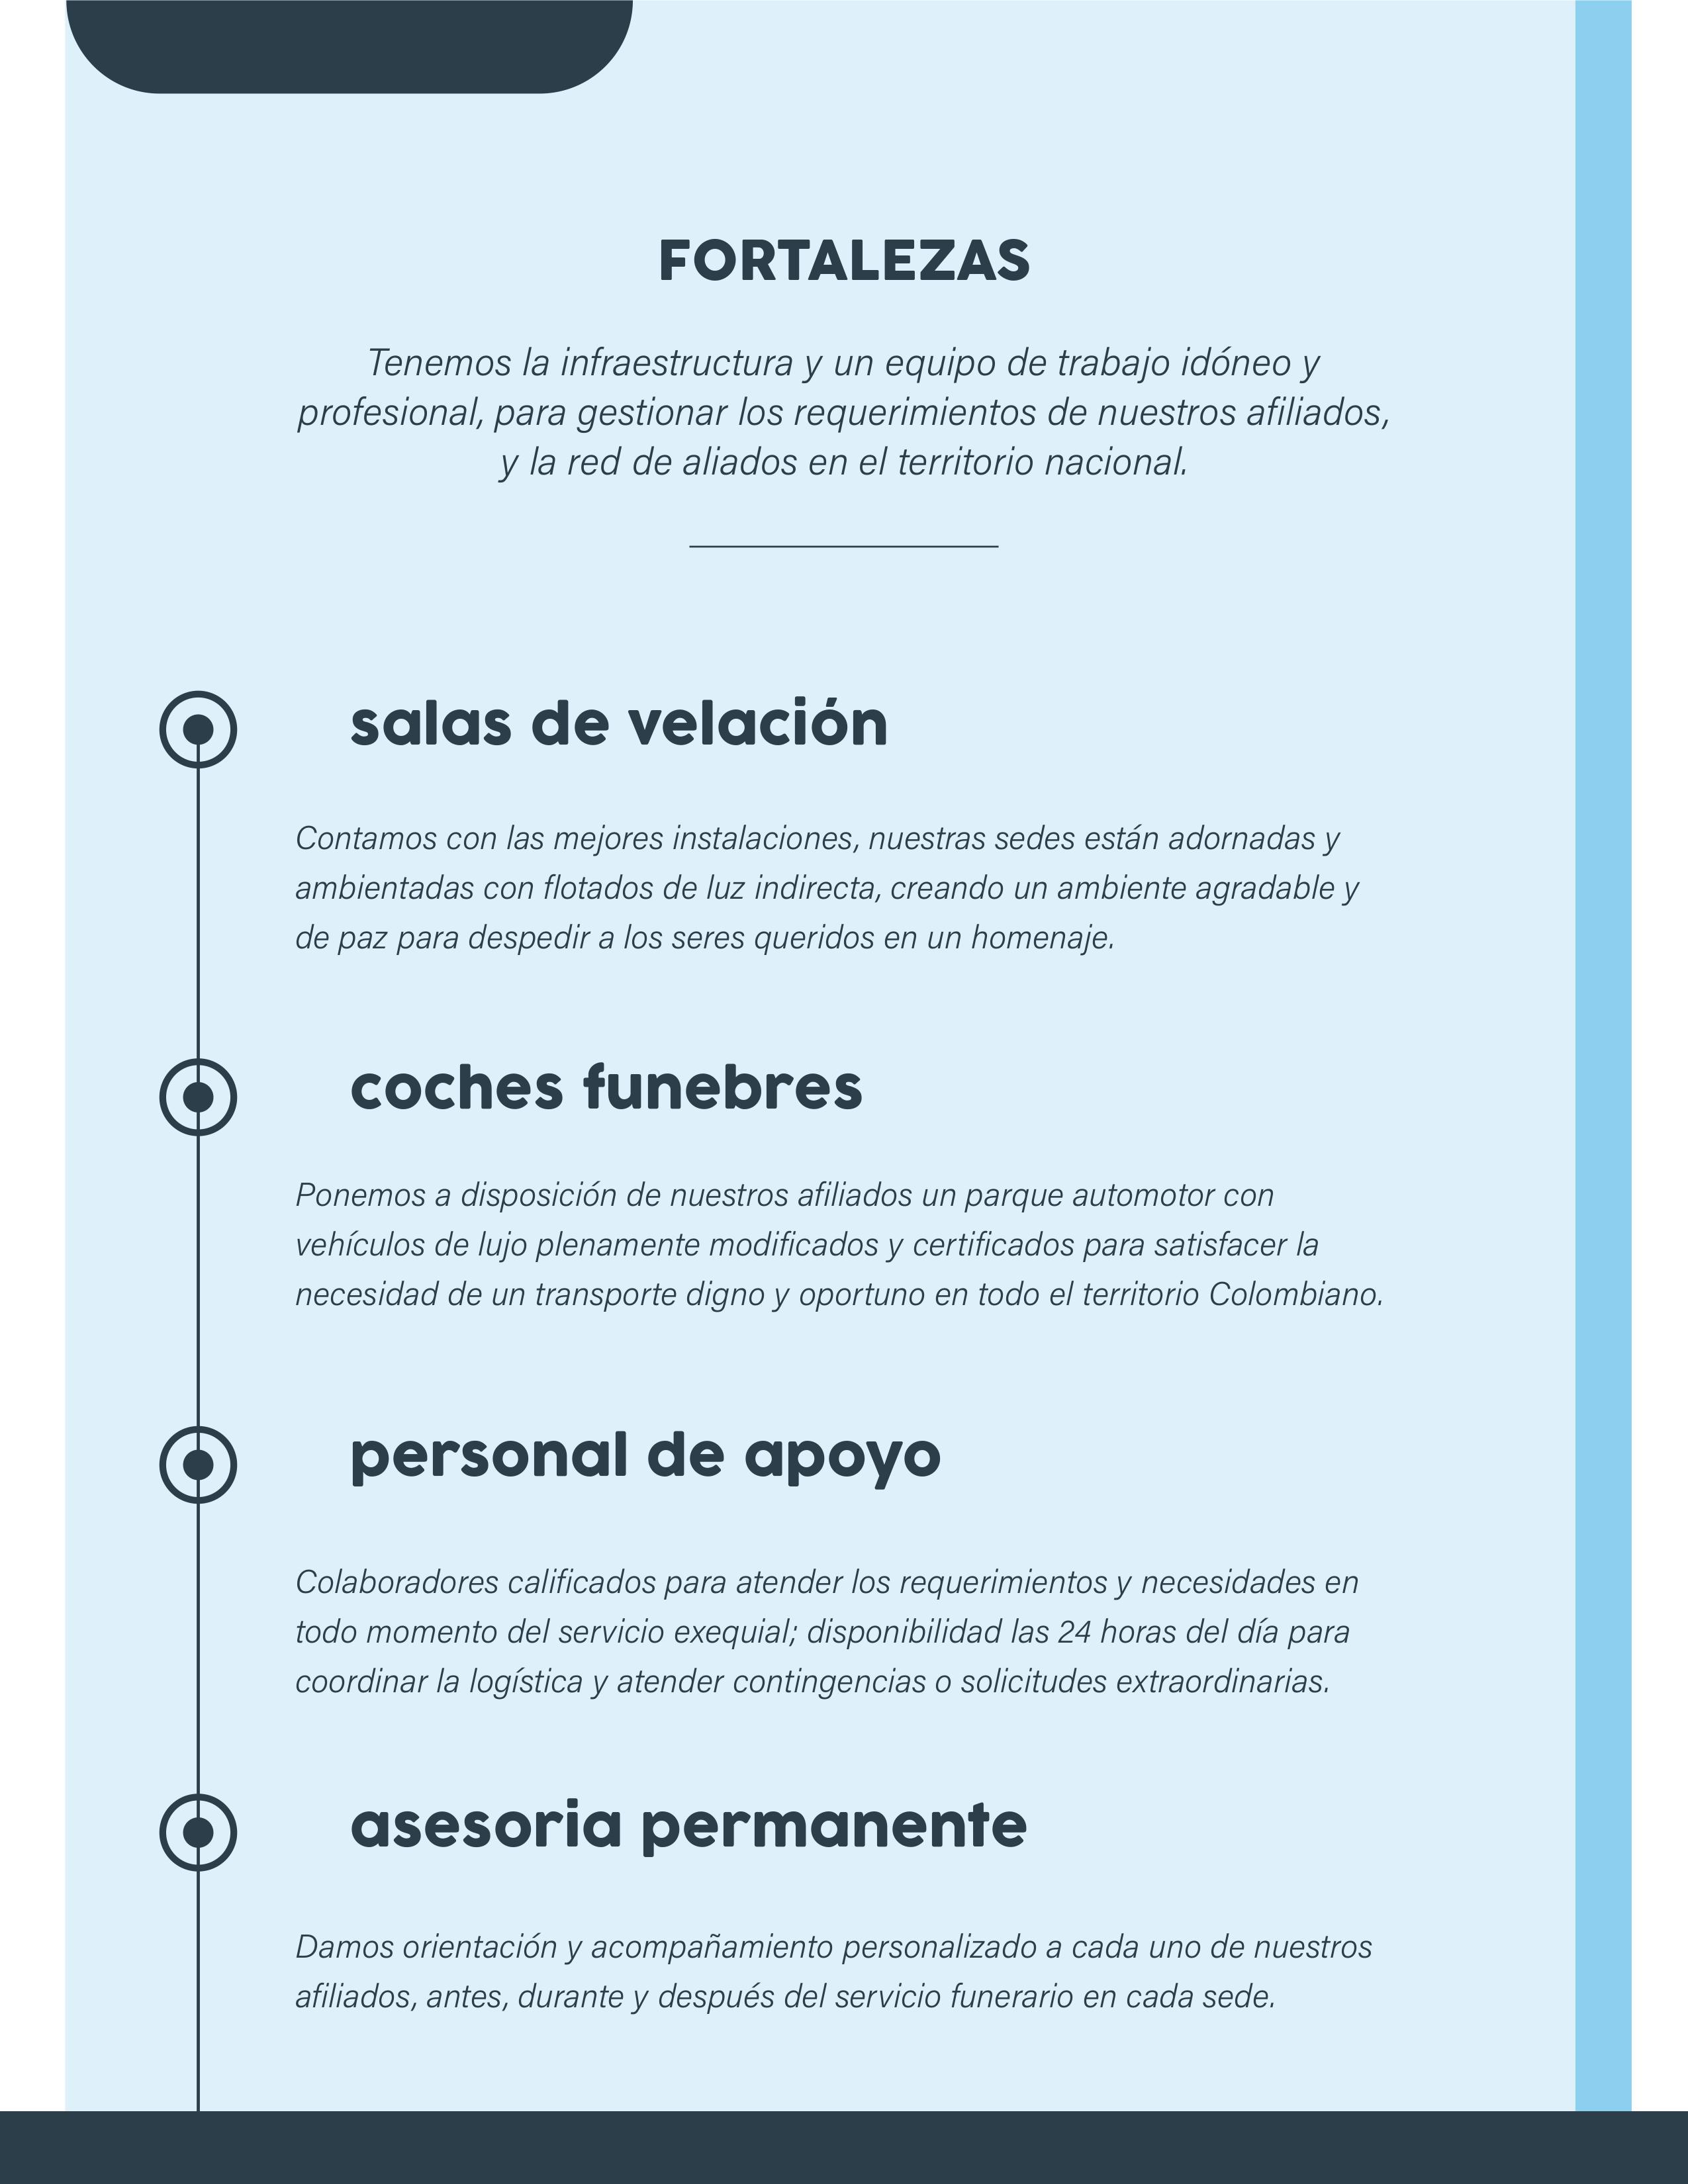 FORTALEZAS
Tenemos la infraestructura y un equipo de trabajo idóneo y
profesional, para gestionar los requerimientos de nuestros afiliados,
y la red de aliados en el territorio nacional.
salas de velación
Contamos con las mejores instalaciones, nuestras sedes están adornadas y
ambientadas con flotados de luz indirecta, creando un ambiente agradable y
de paz para despedir a los seres queridos en un homenaje.
coches funebres
Ponemos a disposición de nuestros afiliados un parque automotor con
vehículos de lujo plenamente modificados y certificados para satisfacer la
necesidad de un transporte digno y oportuno en todo el territorio Colombiano.
personal de apoyo
Colaboradores calificados para atender los requerimientos y necesidades en
todo momento del servicio exequial; disponibilidad las 24 horas del día para
coordinar la logística y atender contingencias o solicitudes extraordinarias.
asesoria permanente
Damos orientación y acompañamiento personalizado a cada uno de nuestros
afiliados, antes, durante y después del servicio funerario en cada sede.